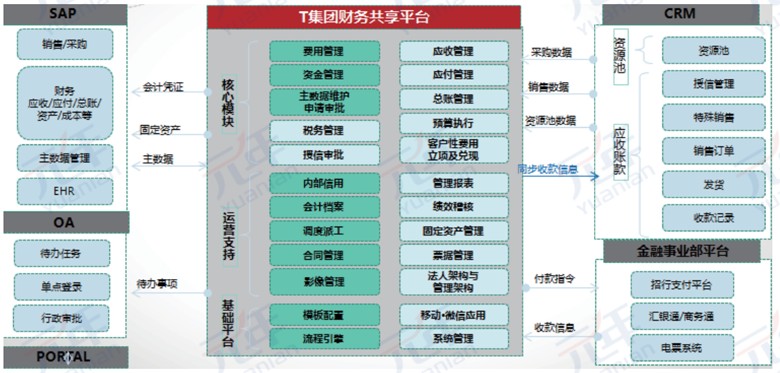 SAP
销售/采购
财务
应收/应付/总账/
资产/成本等
主数据管理
EHR
OA
待办任务
单点登录
行政审批
PORTAL
会计凭证
固定资产
主数据
待办事项
T集团财务共享平台
核心模块
费用管理
应收管理
资金管理
应付管理
主数据维护
申请审批
总账管理
税务管理
预算执行
授信审批
客户性费用
立项及兑现
运营支持
内部信用
管理报表
会计档案
绩效稽核
调度派工
固定资产管理
合同管理
票据管理
影像管理
法人架构与
管理架构
基础平台
模板配置
移动•微信应用
流程引擎
系统管理
采购数据
销售数据
资源池数据
同步收款信息
付款指令
收款信息
CRM
资源池
资源池
应收账款
授信管理
特殊销售
销售订单
发货
收款记录
金融事业部平台
招行支付平台
汇银通/商务通
电票系统
元年
Yuanian